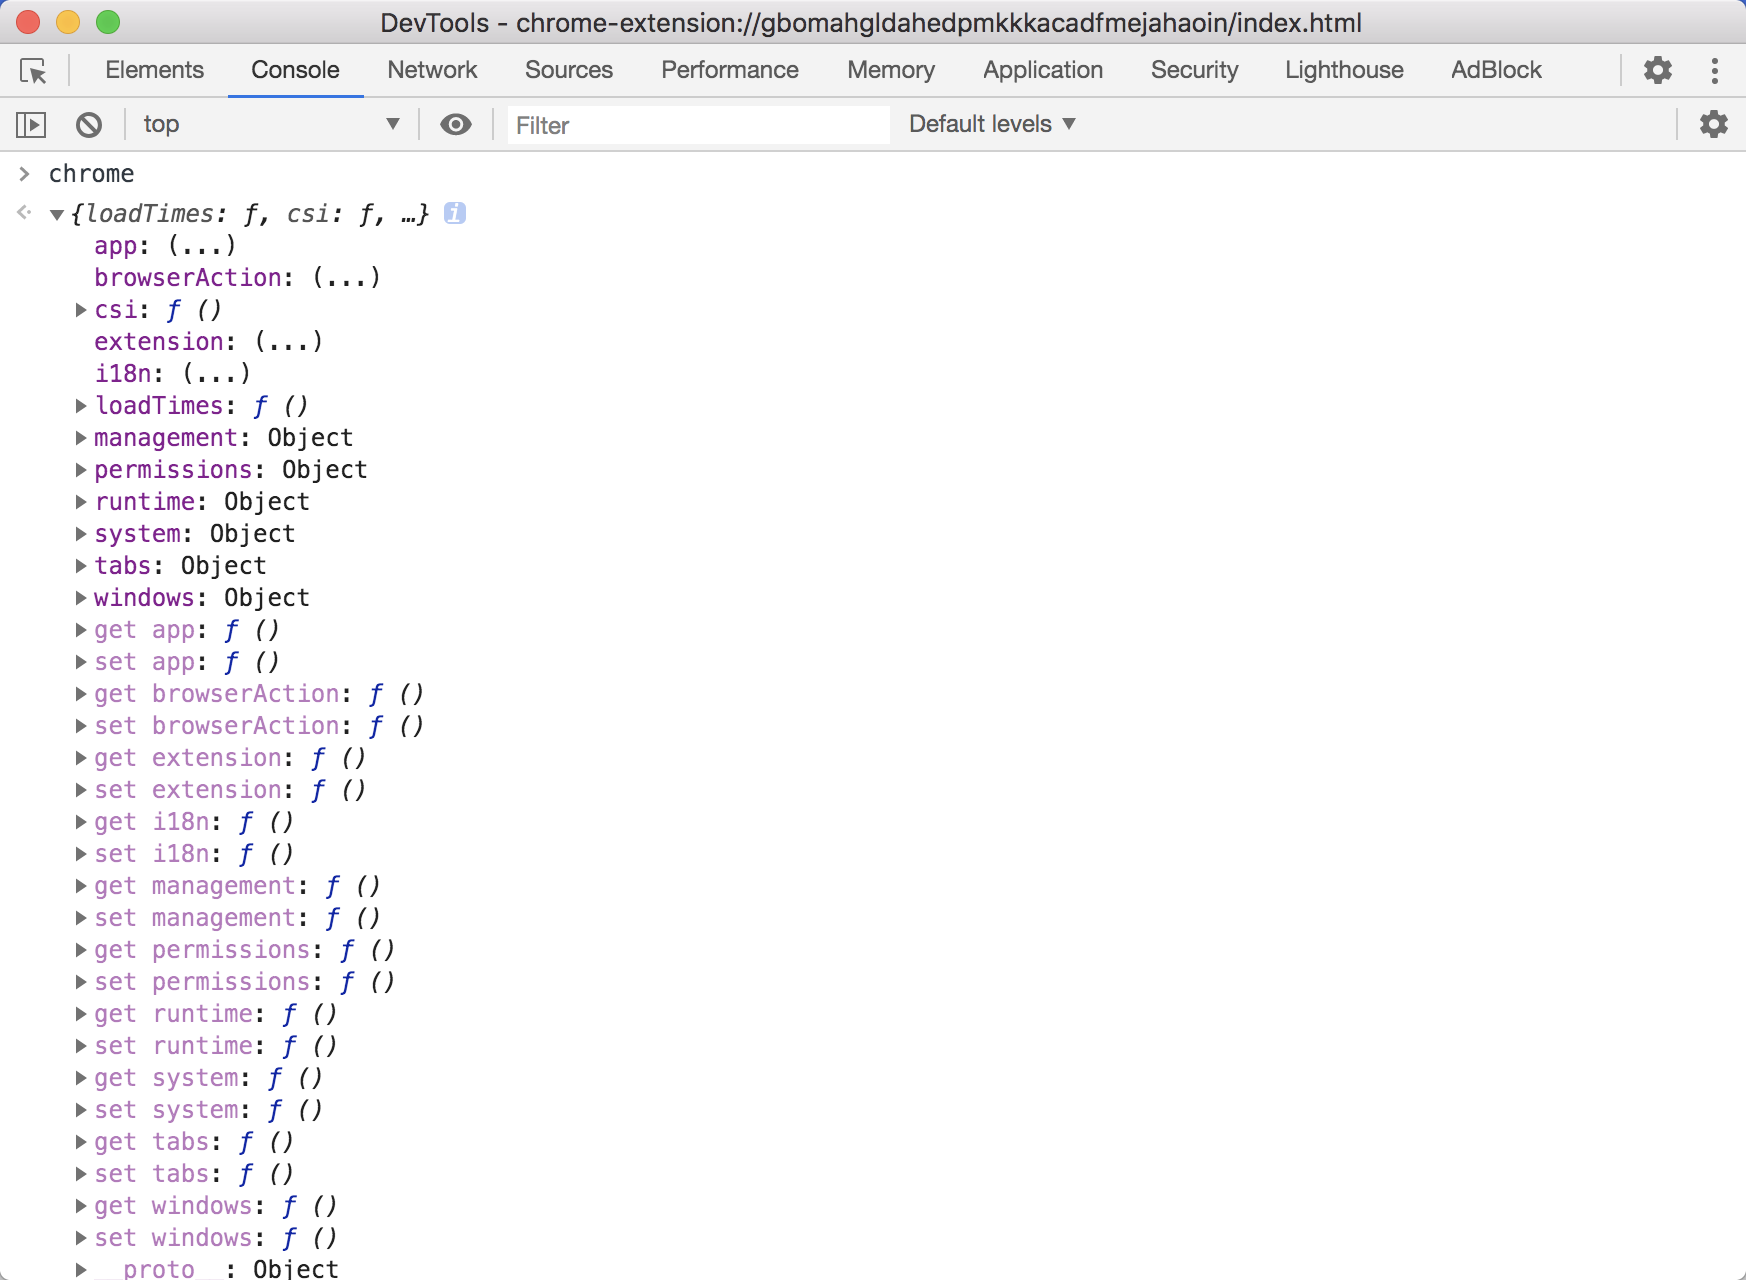 DevTools - chrome-extension://gbomahgldahedpmkkkacadfmejahaoin/index.html
Elements Console Network Sources Performance Memory Application Security Lighthouse AdBlock
top Filter Default levels
chrome
{loadTimes: ƒ, csi: ƒ, …} i
app: (...)
browserAction: (...)
csi: ƒ ()
extension: (...)
i18n: (...)
loadTimes: ƒ ()
management: Object
permissions: Object
runtime: Object
system: Object
tabs: Object
windows: Object
get app: ƒ ()
set app: ƒ ()
get browserAction: ƒ ()
set browserAction: ƒ ()
get extension: ƒ ()
set extension: ƒ ()
get i18n: ƒ ()
set i18n: ƒ ()
get management: ƒ ()
set management: ƒ ()
get permissions: ƒ ()
set permissions: ƒ ()
get runtime: ƒ ()
set runtime: ƒ ()
get system: ƒ ()
set system: ƒ ()
get tabs: ƒ ()
set tabs: ƒ ()
get windows: ƒ ()
set windows: ƒ ()
__proto__: Object